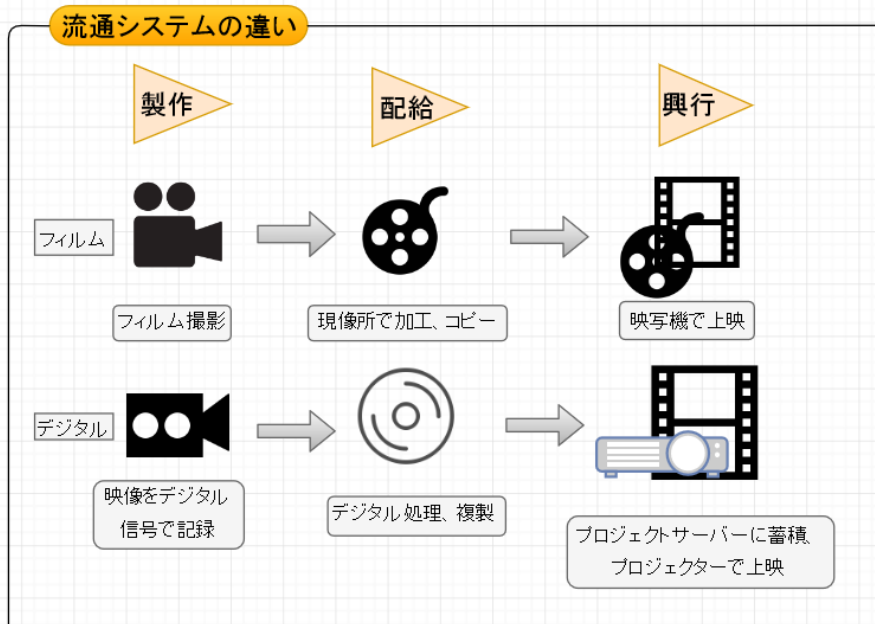 流通システムの違い
製作
配給
興行
フィルム
フィルム撮影
現像所で加工、コピー
映写機で上映
デジタル
映像をデジタル
信号で記録
デジタル処理、複製
プロジェクトサーバーに蓄積、
プロジェクターで上映